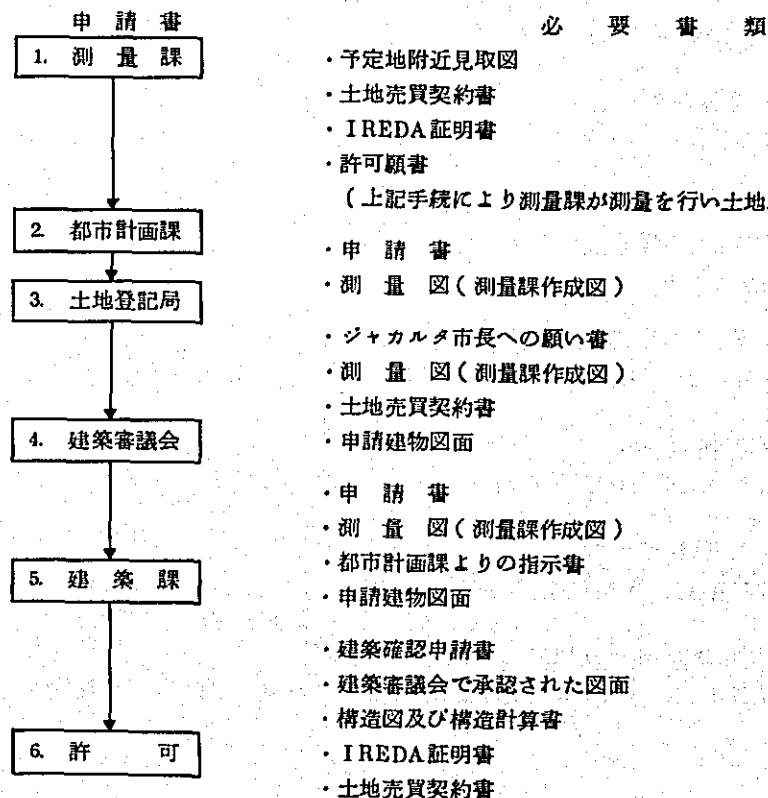 申請書 必要書類
1. 測量課
・予定地附近見取図
・土地売買契約書
・IREDA証明書
・許可願書
(上記手続により測量課が測量を行い土地
2. 都市計画課
・申請書
・測量図(測量課作成図)
3. 土地登記局
・ジャカルタ市長への願い書
・測量図(測量課作成図)
・土地売買契約書
・申請建物図面
4. 建築審議会
・申請書
・測量図(測量課作成図)
・都市計画課よりの指示書
・申請建物図面
5. 建築課
・建築確認申請書
・建築審議会で承認された図面
・構造図及び構造計算書
・IREDA証明書
・土地売買契約書
6. 許可